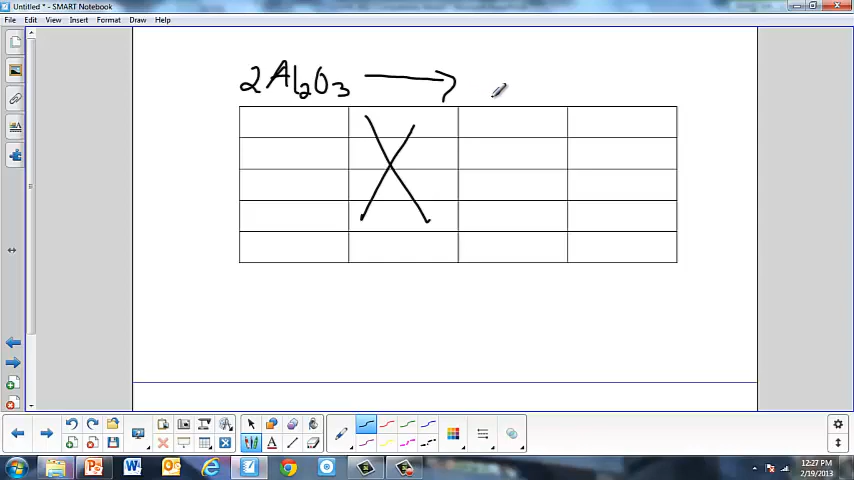 Untitled * - SMART Notebook
File Edit View Insert Format Draw Help
2Al₂O₃ ⟶
X
A
12:27 PM
2/19/2013